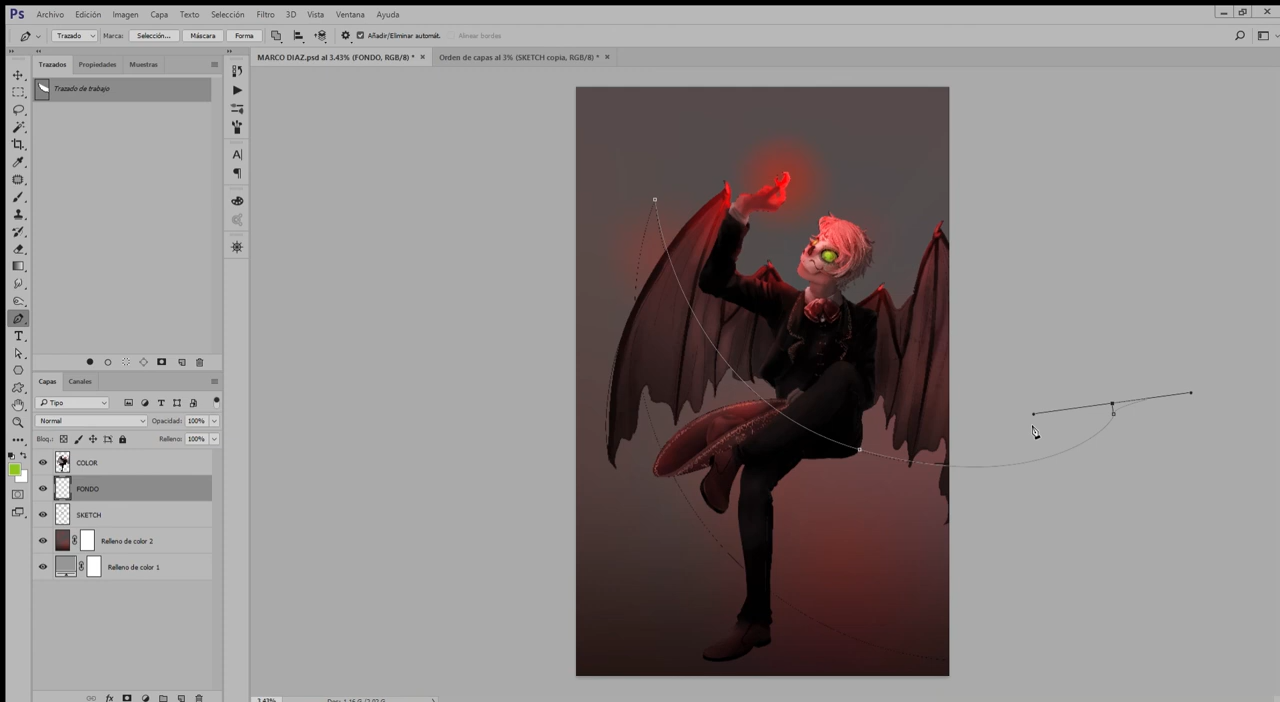 Ps Archivo Edición Imagen Capa Texto Selección Filtro 3D Vista Ventana Ayuda
Trazado Marca: Selección... Máscara Forma Añadir/Eliminar automát. Alinear bordes
MARCO DIAZ.psd al 3.43% (FONDO, RGB/8) * × Orden de capas al 3% (SKETCH copia, RGB/8) * ×
Trazados Propiedades Muestras
Trazado de trabajo
Capas Canales
Tipo
Normal Opacidad: 100%
Bloq.: Relleno: 100%
COLOR
FONDO
SKETCH
Relleno de color 2
Relleno de color 1
fx